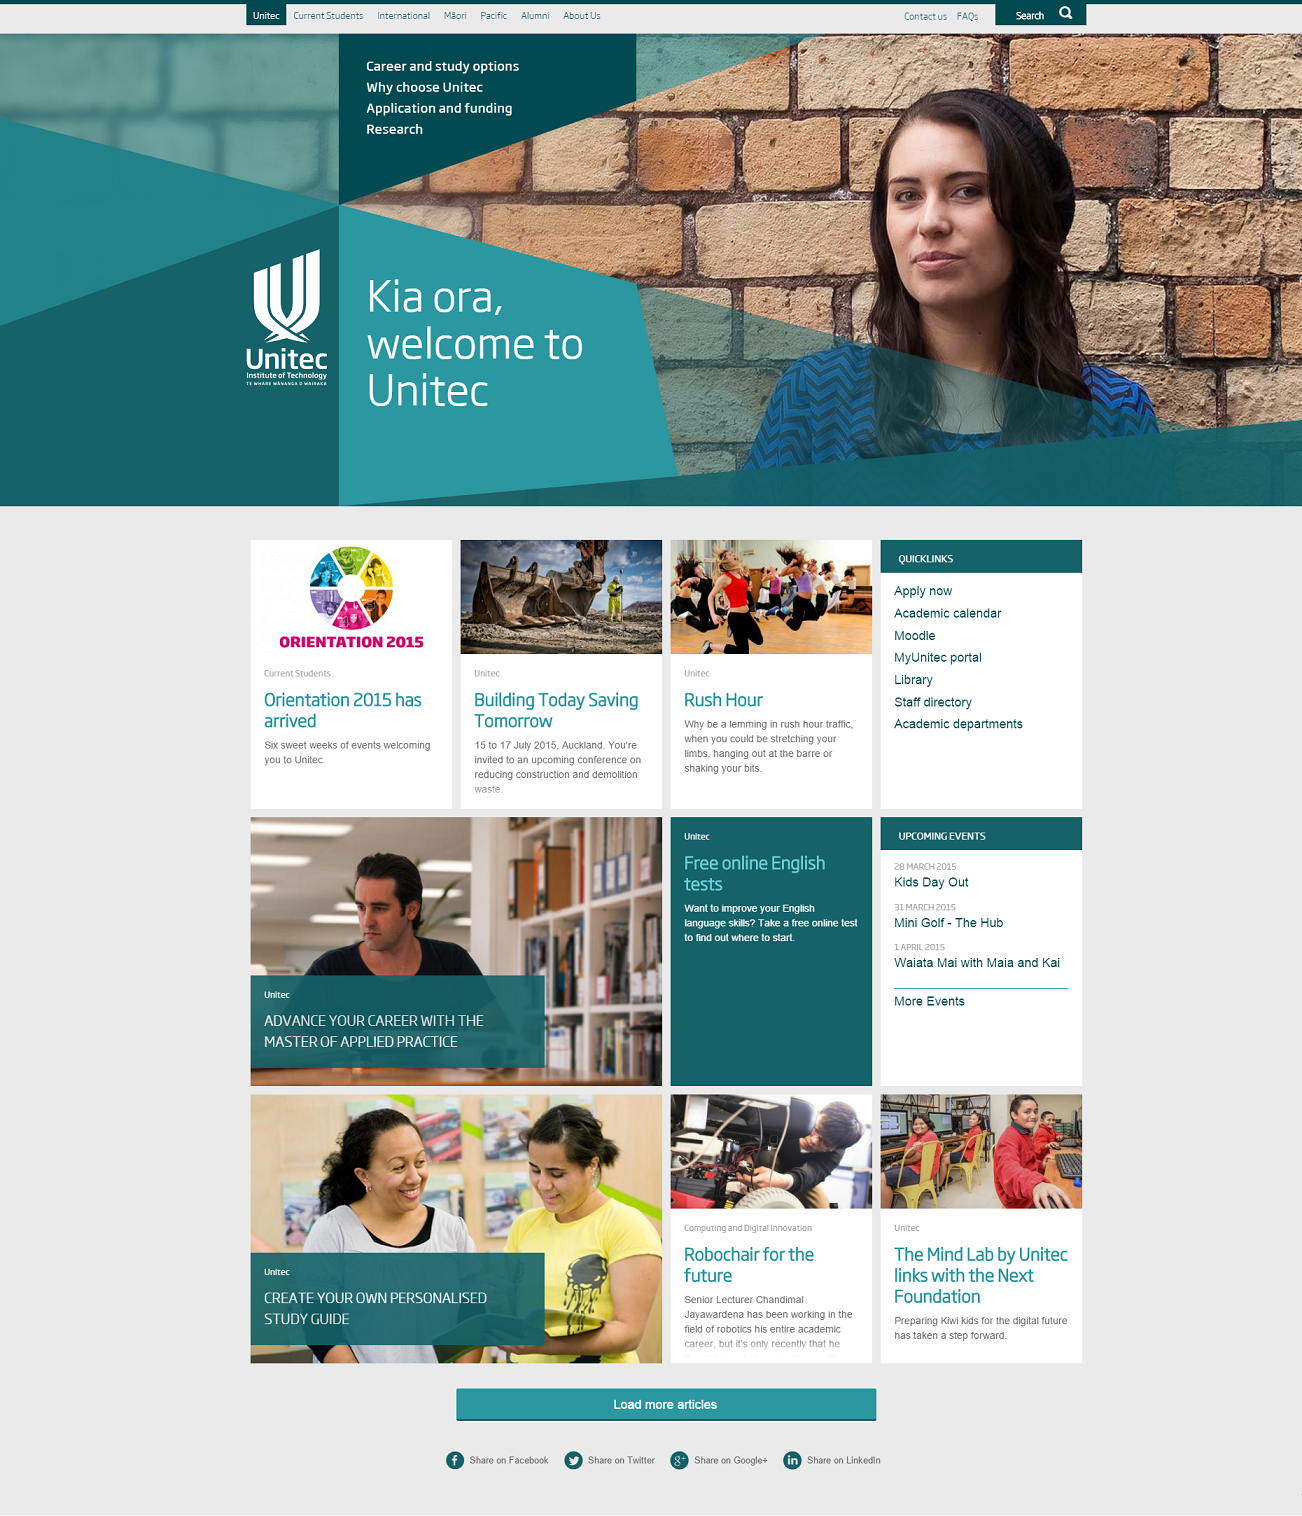 Unitec Current Students International Māori Pacific Alumni About Us Contact us FAQs Search
Career and study options
Why choose Unitec
Application and funding
Research
Unitec
Institute of Technology
TE WHARE WĀNANGA O WAIRAKA
Kia ora,
welcome to
Unitec
ORIENTATION 2015
Current Students
Orientation 2015 has
arrived
Six sweet weeks of events welcoming
you to Unitec.
Unitec
Building Today Saving
Tomorrow
15 to 17 July 2015, Auckland. You're
invited to an upcoming conference on
reducing construction and demolition
waste.
Unitec
Rush Hour
Why be a lemming in rush hour traffic,
when you could be stretching your
limbs, hanging out at the barre or
shaking your bits.
QUICKLINKS
Apply now
Academic calendar
Moodle
MyUnitec portal
Library
Staff directory
Academic departments
Unitec
ADVANCE YOUR CAREER WITH THE
MASTER OF APPLIED PRACTICE
Unitec
Free online English
tests
Want to improve your English
language skills? Take a free online test
to find out where to start.
UPCOMING EVENTS
28 MARCH 2015
Kids Day Out
31 MARCH 2015
Mini Golf - The Hub
1 APRIL 2015
Waiata Mai with Maia and Kai
More Events
Unitec
CREATE YOUR OWN PERSONALISED
STUDY GUIDE
Computing and Digital Innovation
Robochair for the
future
Senior Lecturer Chandimal
Jayawardena has been working in the
field of robotics his entire academic
career, but it's only recently that he
Unitec
The Mind Lab by Unitec
links with the Next
Foundation
Preparing Kiwi kids for the digital future
has taken a step forward.
Load more articles
Share on Facebook Share on Twitter Share on Google+ Share on LinkedIn